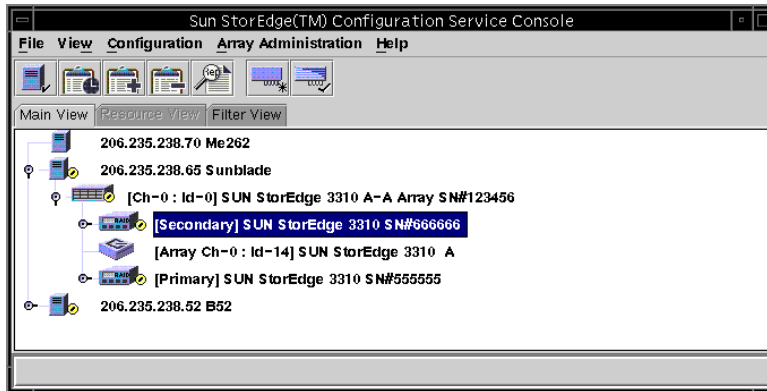 Sun StorEdge(TM) Configuration Service Console
File View Configuration Array Administration Help
Main View Resource View Filter View
206.235.238.70 Me262
206.235.238.65 Sunblade
[Ch-0 : Id-0] SUN StorEdge 3310 A-A Array SN#123456
RAID [Secondary] SUN StorEdge 3310 SN#666666
[Array Ch-0 : Id-14] SUN StorEdge 3310 A
RAID [Primary] SUN StorEdge 3310 SN#555555
206.235.238.52 B52